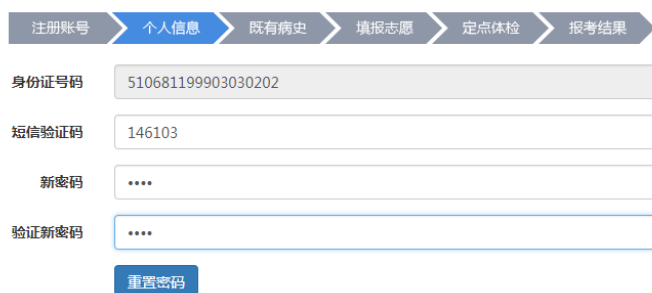 注册账号 个人信息 既有病史 填报志愿 定点体检 报考结果
身份证号码 510681199903030202
短信验证码 146103
新密码 ••••
验证新密码 ••••
重置密码